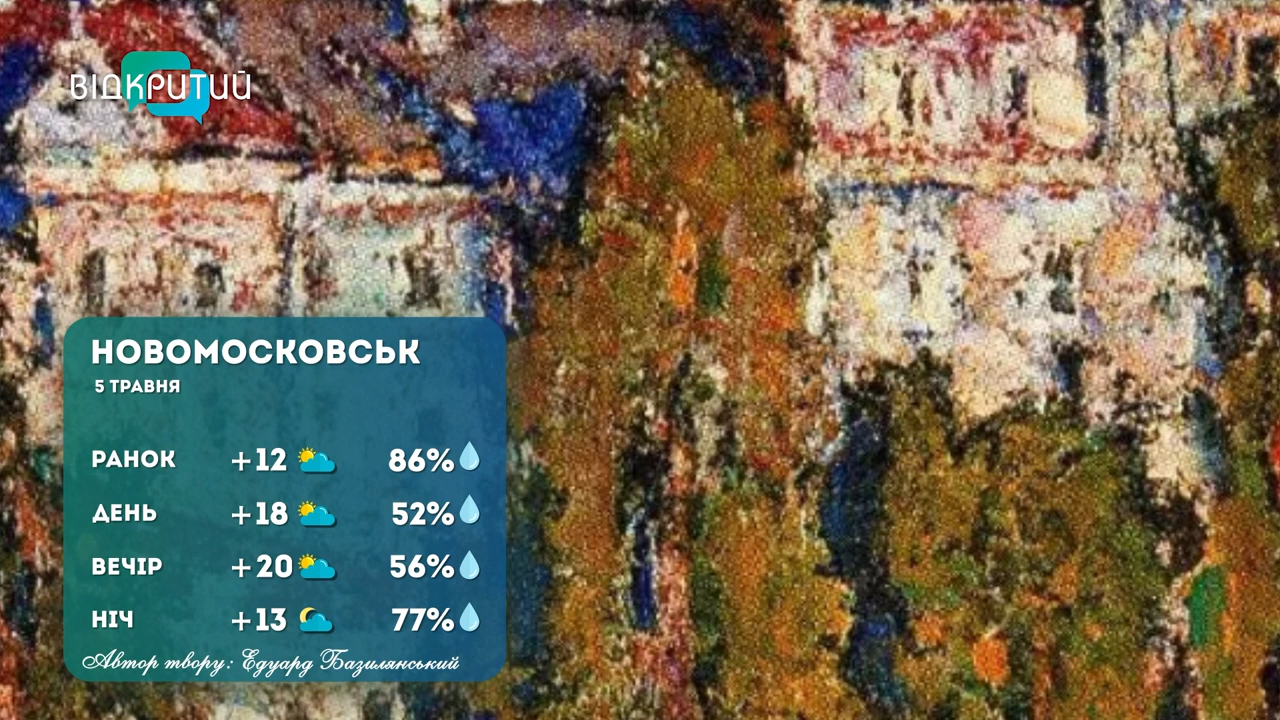 ВІДКРИТИЙ
НОВОМОСКОВСЬК
5 ТРАВНЯ
РАНОК +12 86%
ДЕНЬ +18 52%
ВЕЧІР +20 56%
НІЧ +13 77%
Автор твору: Едуард Базилянський